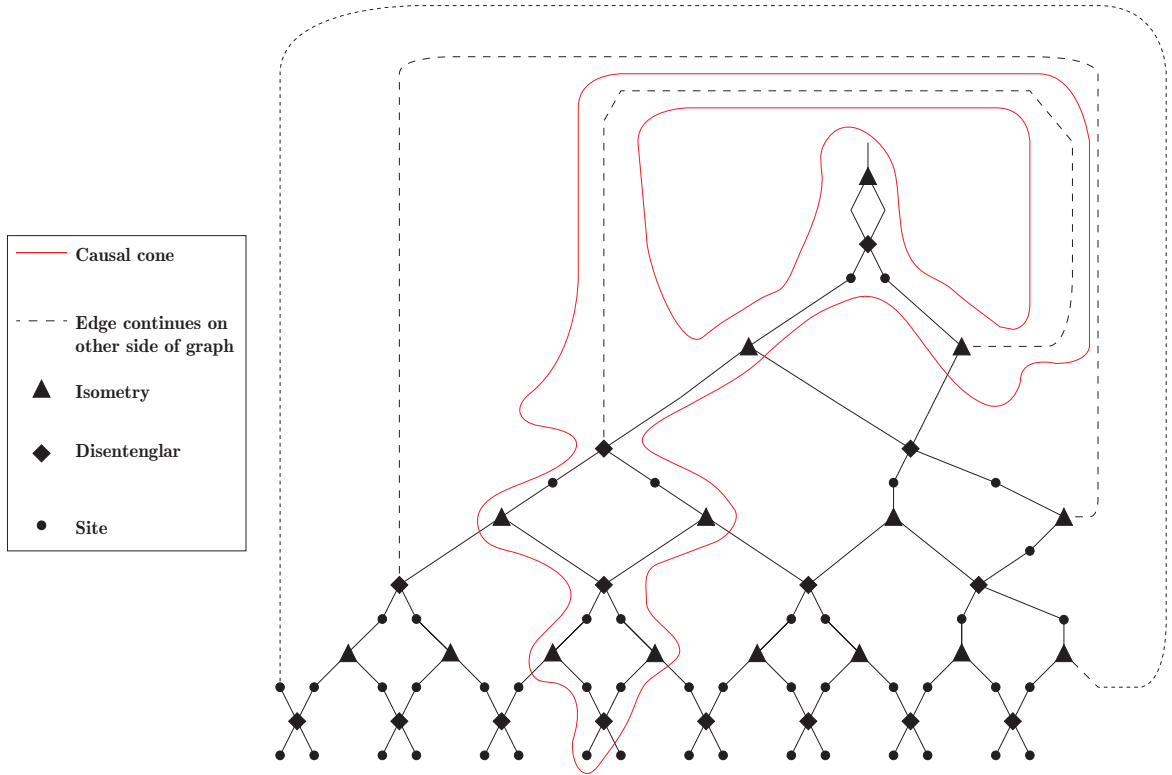 Causal cone
Edge continues on
other side of graph
Isometry
Disentenglar
Site